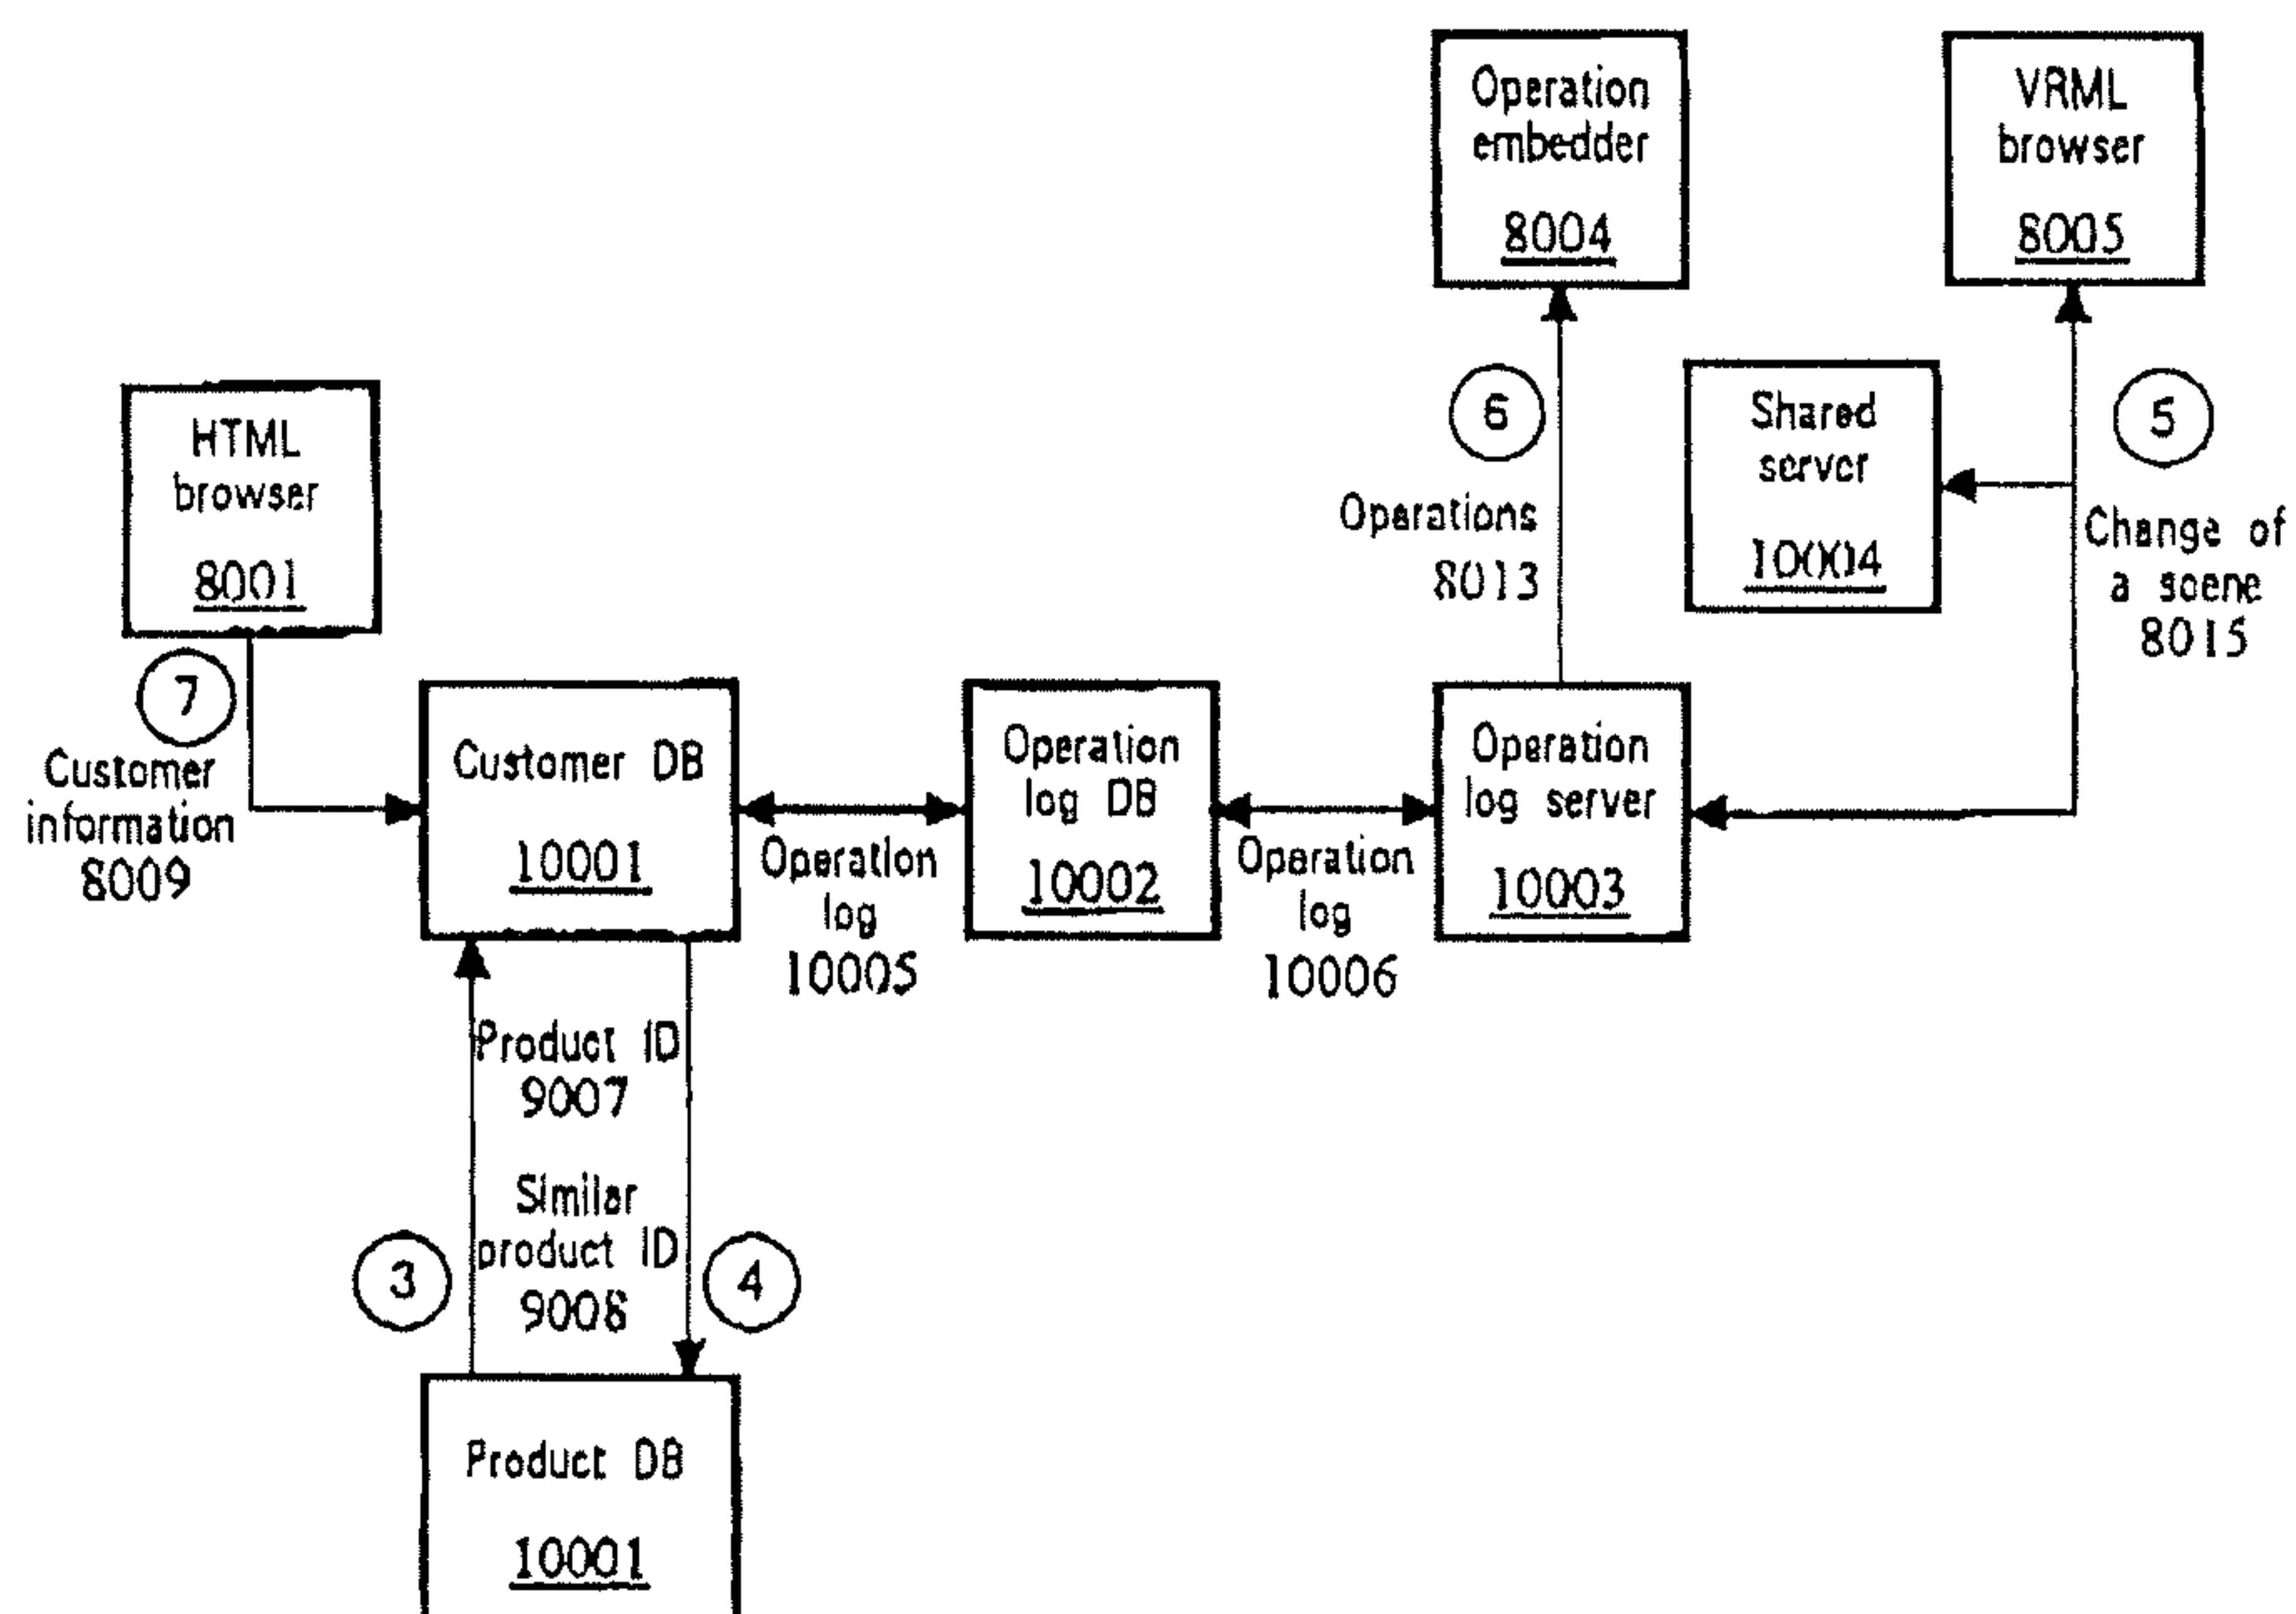 Operation
embedder
8004
VRML
browser
8005
HTML
browser
8001
6
Operations
8013
Shared
server
10004
5
Change of
a scene
8015
7
Customer
information
8009
Customer DB
10001
Operation
log
10005
Operation
log DB
10002
Operation
log
10006
Operation
log server
10003
Product ID
9007
Similar
product ID
9008
3
4
Product DB
10001